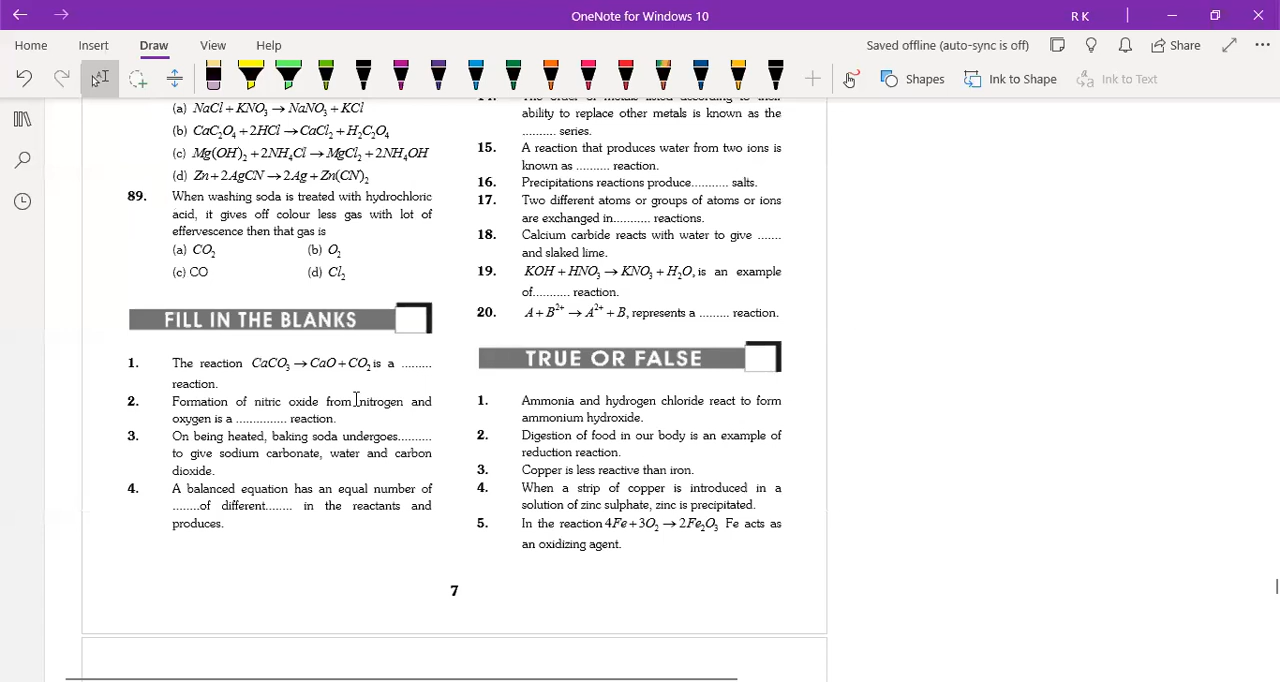 OneNote for Windows 10
R K
Home Insert Draw View Help
Saved offline (auto-sync is off) Share
Shapes Ink to Shape Ink to Text
(a) NaCl + KNO₃ → NaNO₃ + KCl
(b) CaC₂O₄ + 2HCl → CaCl₂ + H₂C₂O₄
(c) Mg(OH)₂ + 2NH₄Cl → MgCl₂ + 2NH₄OH
(d) Zn + 2AgCN → 2Ag + Zn(CN)₂
89. When washing soda is treated with hydrochloric
acid, it gives off colour less gas with lot of
effervescence then that gas is
(a) CO₂ (b) O₂
(c) CO (d) Cl₂
FILL IN THE BLANKS
1. The reaction CaCO₃ → CaO + CO₂ is a .........
reaction.
2. Formation of nitric oxide from nitrogen and
oxygen is a .............. reaction.
3. On being heated, baking soda undergoes..........
to give sodium carbonate, water and carbon
dioxide.
4. A balanced equation has an equal number of
........of different........ in the reactants and
produces.
14. The order of metals listed according to their
ability to replace other metals is known as the
.......... series.
15. A reaction that produces water from two ions is
known as .......... reaction.
16. Precipitations reactions produce........... salts.
17. Two different atoms or groups of atoms or ions
are exchanged in........... reactions.
18. Calcium carbide reacts with water to give .......
and slaked lime.
19. KOH + HNO₃ → KNO₃ + H₂O, is an example
of........... reaction.
20. A + B²⁺ → A²⁺ + B, represents a ......... reaction.
TRUE OR FALSE
1. Ammonia and hydrogen chloride react to form
ammonium hydroxide.
2. Digestion of food in our body is an example of
reduction reaction.
3. Copper is less reactive than iron.
4. When a strip of copper is introduced in a
solution of zinc sulphate, zinc is precipitated.
5. In the reaction 4Fe + 3O₂ → 2Fe₂O₃ Fe acts as
an oxidizing agent.
7